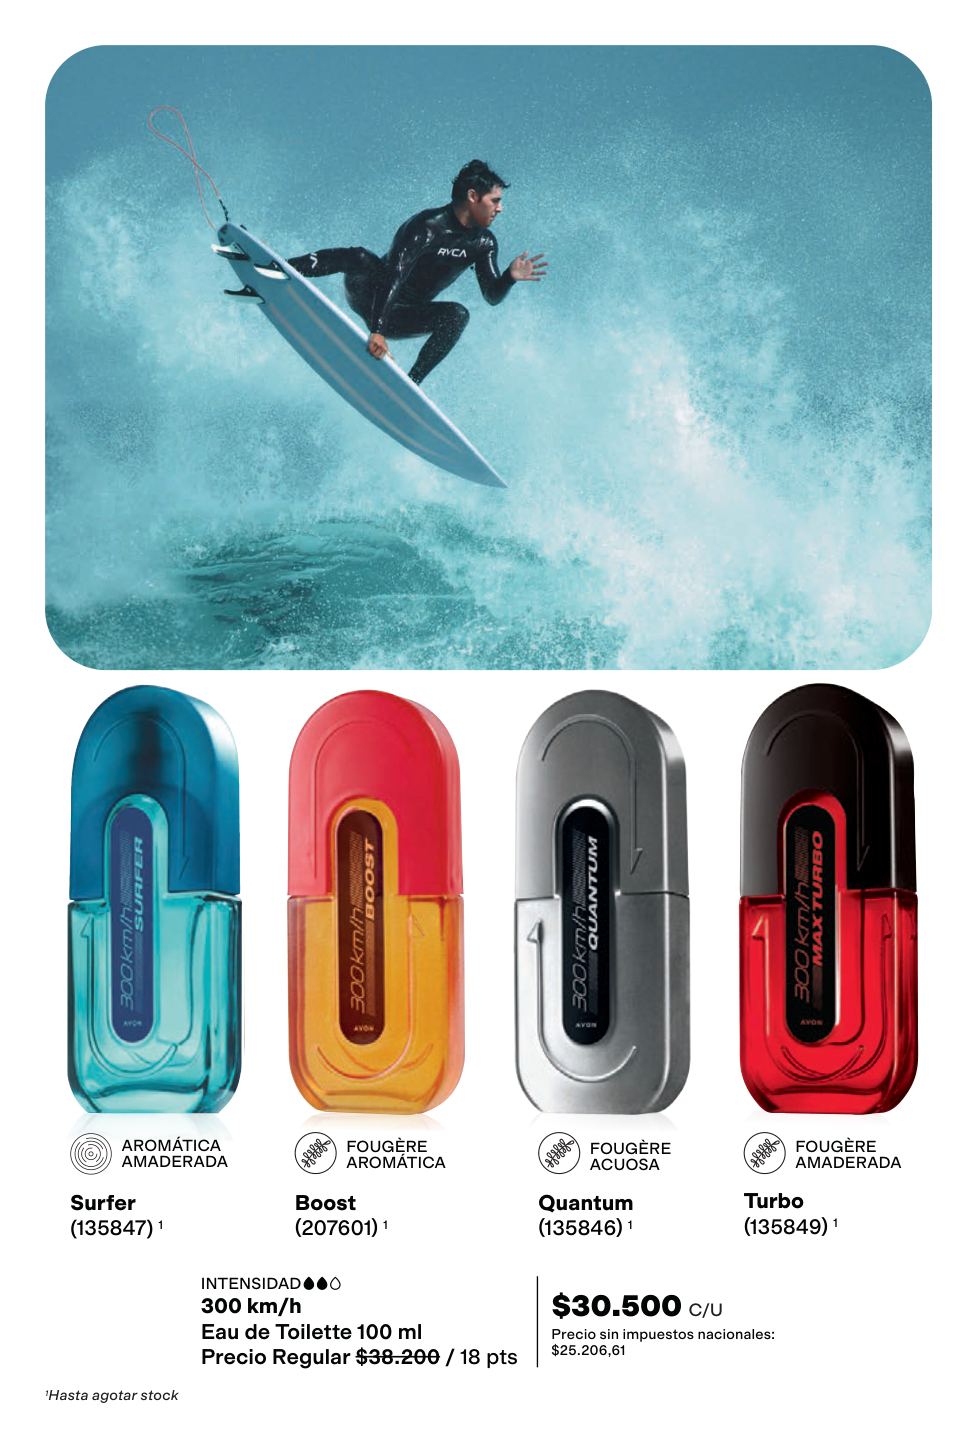 RVCA
300 km/h
SURFER
AVON
300 km/h
BOOST
AVON
300 km/h
QUANTUM
AVON
300 km/h
MAX TURBO
AVON
AROMÁTICA
AMADERADA
Surfer
(135847) ¹
FOUGÈRE
AROMÁTICA
Boost
(207601) ¹
FOUGÈRE
ACUOSA
Quantum
(135846) ¹
FOUGÈRE
AMADERADA
Turbo
(135849) ¹
INTENSIDAD
300 km/h
Eau de Toilette 100 ml
Precio Regular $38.200 / 18 pts
$30.500 C/U
Precio sin impuestos nacionales:
$25.206,61
¹Hasta agotar stock